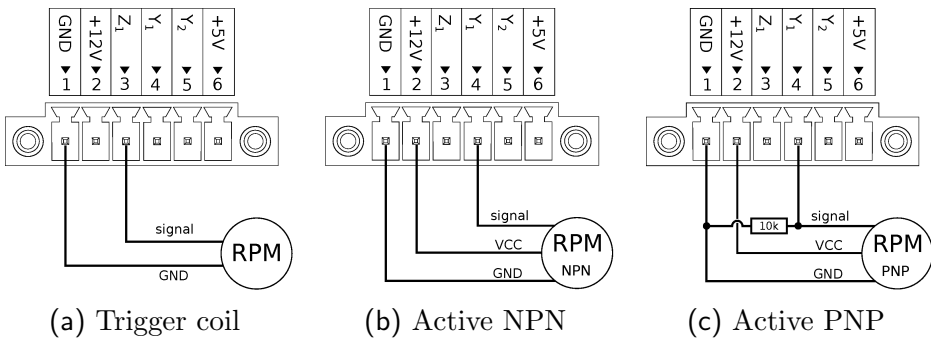 GND +12V Z₁ Y₁ Y₂ +5V
1 2 3 4 5 6
signal
RPM
GND
(a) Trigger coil
GND +12V Z₁ Y₁ Y₂ +5V
1 2 3 4 5 6
signal
VCC
RPM
NPN
GND
(b) Active NPN
GND +12V Z₁ Y₁ Y₂ +5V
1 2 3 4 5 6
10k
signal
VCC
RPM
PNP
GND
(c) Active PNP